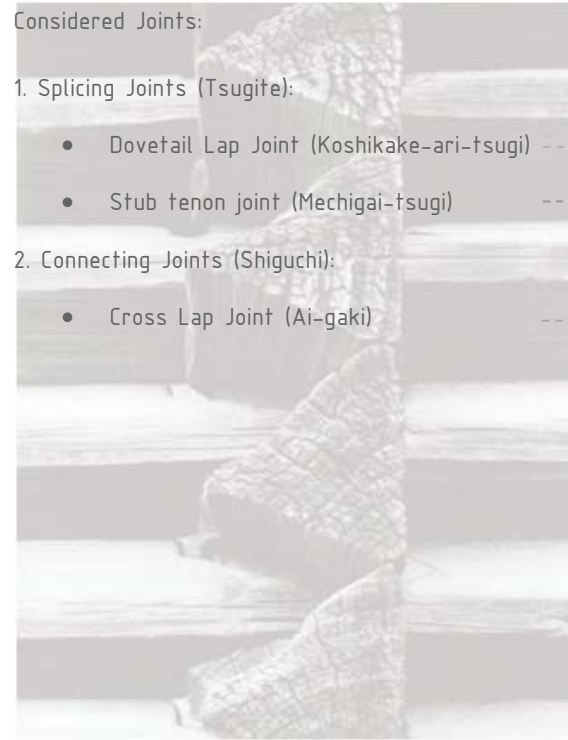 Considered Joints:
1. Splicing Joints (Tsugite):
● Dovetail Lap Joint (Koshikake-ari-tsugi) --
● Stub tenon joint (Mechigai-tsugi) --
2. Connecting Joints (Shiguchi):
● Cross Lap Joint (Ai-gaki) --